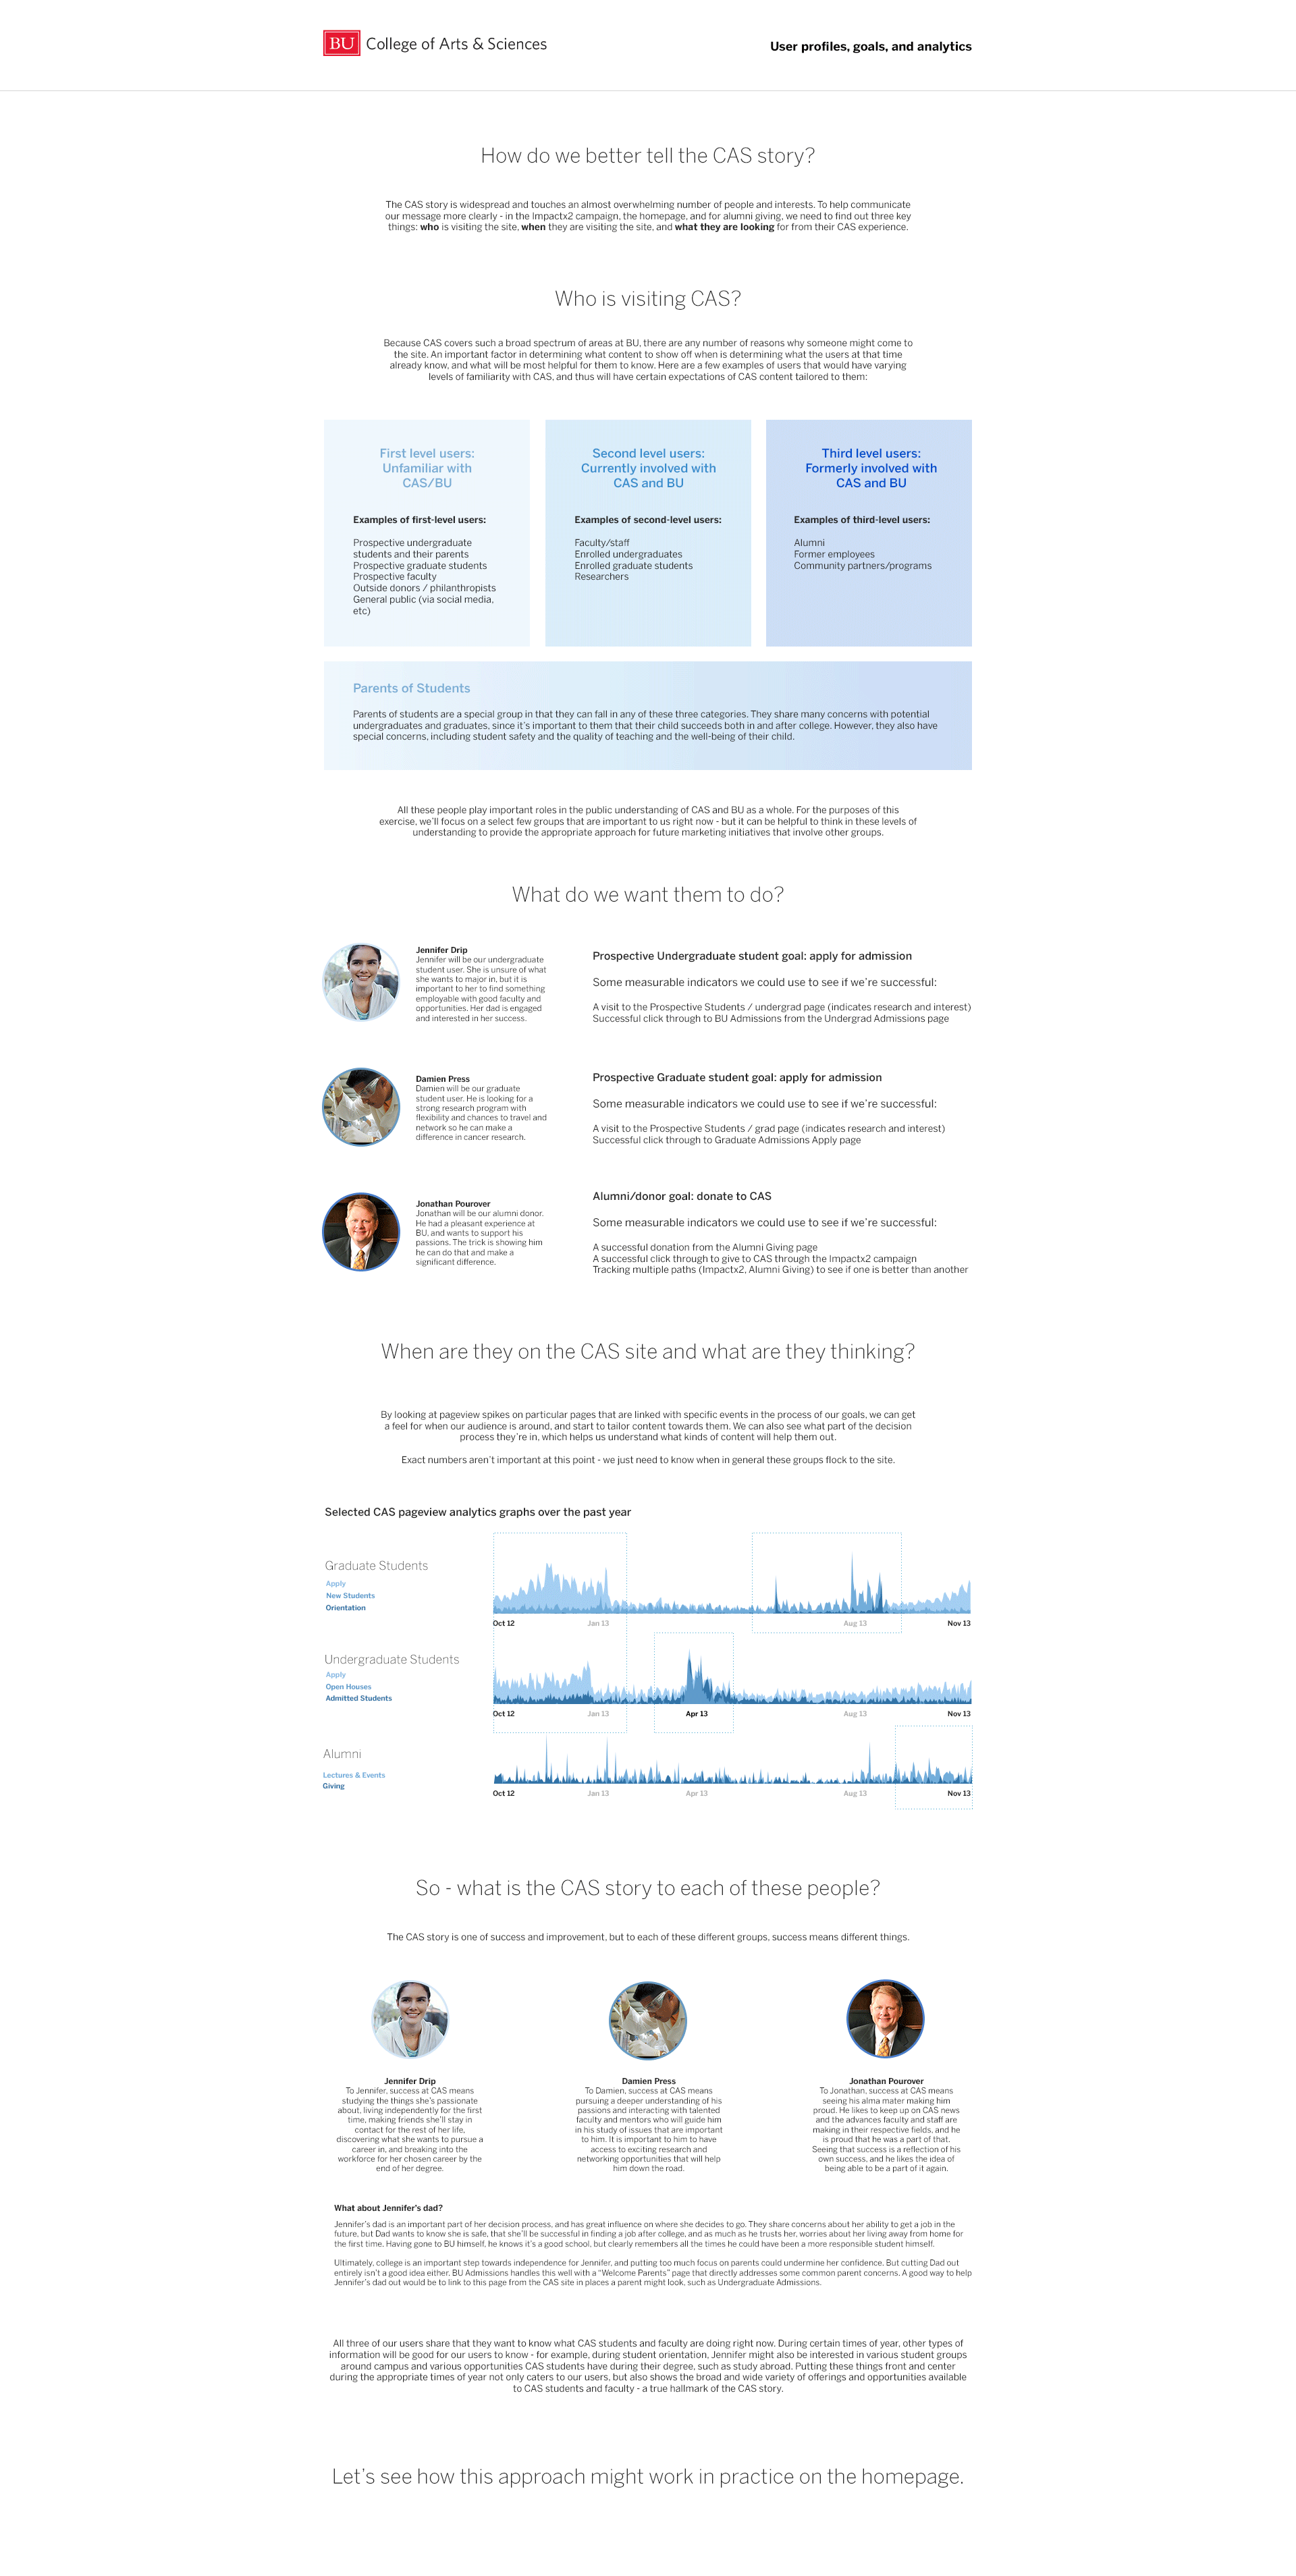 BU College of Arts & Sciences
User profiles, goals, and analytics
How do we better tell the CAS story?
The CAS story is widespread and touches an almost overwhelming number of people and interests. To help communicate
our message more clearly - in the Impactx2 campaign, the homepage, and for alumni giving, we need to find out three key
things: who is visiting the site, when they are visiting the site, and what they are looking for from their CAS experience.
Who is visiting CAS?
Because CAS covers such a broad spectrum of areas at BU, there are any number of reasons why someone might come to
the site. An important factor in determining what content to show off when is determining what the users at that time
already know, and what will be most helpful for them to know. Here are a few examples of users that would have varying
levels of familiarity with CAS, and thus will have certain expectations of CAS content tailored to them:
First level users:
Unfamiliar with
CAS/BU
Examples of first-level users:
Prospective undergraduate
students and their parents
Prospective graduate students
Prospective faculty
Outside donors / philanthropists
General public (via social media,
etc)
Second level users:
Currently involved with
CAS and BU
Examples of second-level users:
Faculty/staff
Enrolled undergraduates
Enrolled graduate students
Researchers
Third level users:
Formerly involved with
CAS and BU
Examples of third-level users:
Alumni
Former employees
Community partners/programs
Parents of Students
Parents of students are a special group in that they can fall in any of these three categories. They share many concerns with potential
undergraduates and graduates, since it's important to them that their child succeeds both in and after college. However, they also have
special concerns, including student safety and the quality of teaching and the well-being of their child.
All these people play important roles in the public understanding of CAS and BU as a whole. For the purposes of this
exercise, we'll focus on a select few groups that are important to us right now - but it can be helpful to think in these levels of
understanding to provide the appropriate approach for future marketing initiatives that involve other groups.
What do we want them to do?
Jennifer Drip
Jennifer will be our undergraduate
student user. She is unsure of what
she wants to major in, but it is
important to her to find something
employable with good faculty and
opportunities. Her dad is engaged
and interested in her success.
Prospective Undergraduate student goal: apply for admission
Some measurable indicators we could use to see if we're successful:
A visit to the Prospective Students / undergrad page (indicates research and interest)
Successful click through to BU Admissions from the Undergrad Admissions page
Damien Press
Damien will be our graduate
student user. He is looking for a
strong research program with
flexibility and chances to travel and
network so he can make a
difference in cancer research.
Prospective Graduate student goal: apply for admission
Some measurable indicators we could use to see if we're successful:
A visit to the Prospective Students / grad page (indicates research and interest)
Successful click through to Graduate Admissions Apply page
Jonathan Pourover
Jonathan will be our alumni donor.
He had a pleasant experience at
BU, and wants to support his
passions. The trick is showing him
he can do that and make a
significant difference.
Alumni/donor goal: donate to CAS
Some measurable indicators we could use to see if we're successful:
A successful donation from the Alumni Giving page
A successful click through to give to CAS through the Impactx2 campaign
Tracking multiple paths (Impactx2, Alumni Giving) to see if one is better than another
When are they on the CAS site and what are they thinking?
By looking at pageview spikes on particular pages that are linked with specific events in the process of our goals, we can get
a feel for when our audience is around, and start to tailor content towards them. We can also see what part of the decision
process they're in, which helps us understand what kinds of content will help them out.
Exact numbers aren't important at this point - we just need to know when in general these groups flock to the site.
Selected CAS pageview analytics graphs over the past year
Graduate Students
Apply
New Students
Orientation
Oct 12
Jan 13
Aug 13
Nov 13
Undergraduate Students
Apply
Open Houses
Admitted Students
Oct 12
Jan 13
Apr 13
Aug 13
Nov 13
Alumni
Lectures & Events
Giving
Oct 12
Jan 13
Apr 13
Aug 13
Nov 13
So - what is the CAS story to each of these people?
The CAS story is one of success and improvement, but to each of these different groups, success means different things.
Jennifer Drip
To Jennifer, success at CAS means
studying the things she's passionate
about, living independently for the first
time, making friends she'll stay in
contact for the rest of her life,
discovering what she wants to pursue a
career in, and breaking into the
workforce for her chosen career by the
end of her degree.
Damien Press
To Damien, success at CAS means
pursuing a deeper understanding of his
passions and interacting with talented
faculty and mentors who will guide him
in his study of issues that are important
to him. It is important to him to have
access to exciting research and
networking opportunities that will help
him down the road.
Jonathan Pourover
To Jonathan, success at CAS means
seeing his alma mater making him
proud. He likes to keep up on CAS news
and the advances faculty and staff are
making in their respective fields, and he
is proud that he was a part of that.
Seeing that success is a reflection of his
own success, and he likes the idea of
being able to be a part of it again.
What about Jennifer's dad?
Jennifer's dad is an important part of her decision process, and has great influence on where she decides to go. They share concerns about her ability to get a job in the
future, but Dad wants to know she is safe, that she'll be successful in finding a job after college, and as much as he trusts her, worries about her living away from home for
the first time. Having gone to BU himself, he knows it's a good school, but clearly remembers all the times he could have been a more responsible student himself.
Ultimately, college is an important step towards independence for Jennifer, and putting too much focus on parents could undermine her confidence. But cutting Dad out
entirely isn't a good idea either. BU Admissions handles this well with a "Welcome Parents" page that directly addresses some common parent concerns. A good way to help
Jennifer's dad out would be to link to this page from the CAS site in places a parent might look, such as Undergraduate Admissions.
All three of our users share that they want to know what CAS students and faculty are doing right now. During certain times of year, other types of
information will be good for our users to know - for example, during student orientation, Jennifer might also be interested in various student groups
around campus and various opportunities CAS students have during their degree, such as study abroad. Putting these things front and center
during the appropriate times of year not only caters to our users, but also shows the broad and wide variety of offerings and opportunities available
to CAS students and faculty - a true hallmark of the CAS story.
Let's see how this approach might work in practice on the homepage.